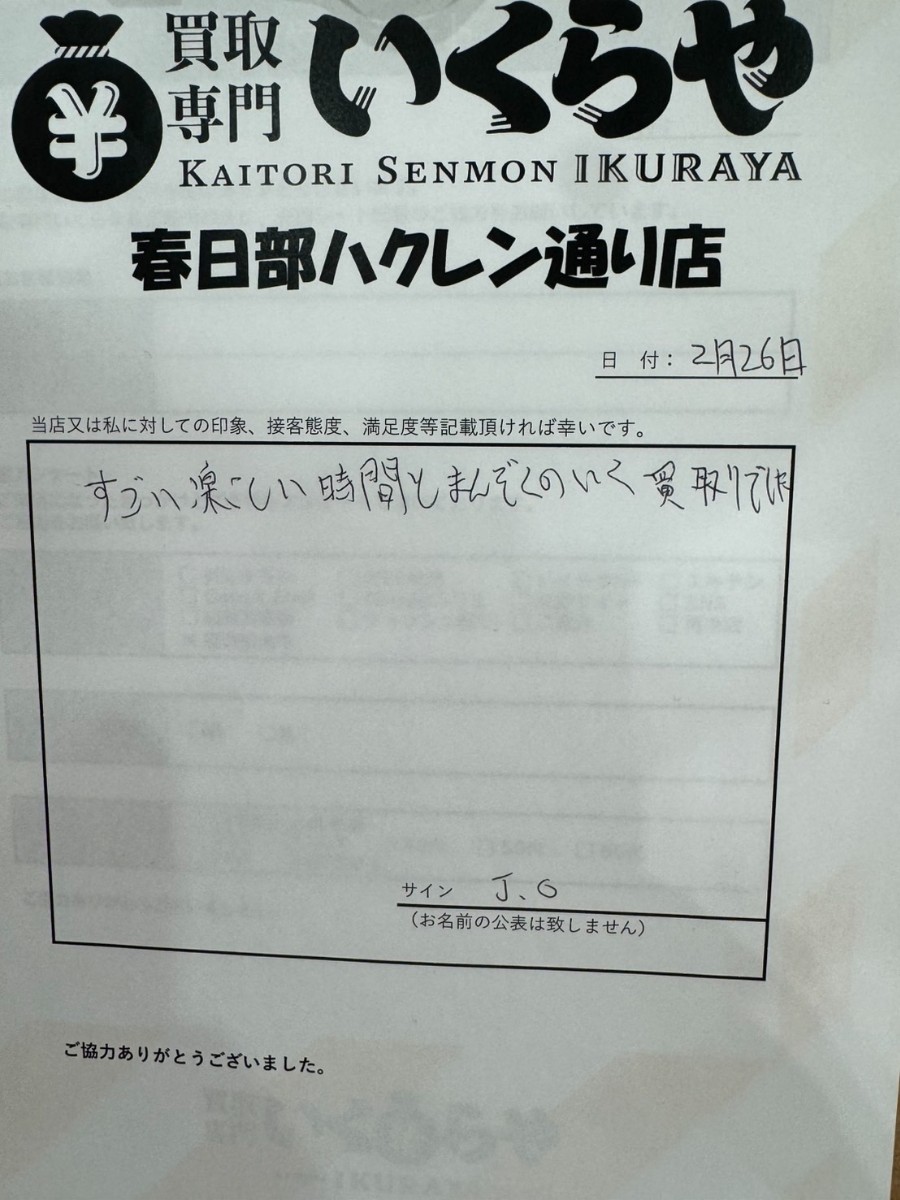 買取
専門
いくらや
KAITORI SENMON IKURAYA
春日部ハクレン通り店
日 付： 2月26日
当店又は私に対しての印象、接客態度、満足度等記載頂ければ幸いです。
すごい楽しい時間とまんぞくのいく買取りでした
サイン J.O
（お名前の公表は致しません）
ご協力ありがとうございました。